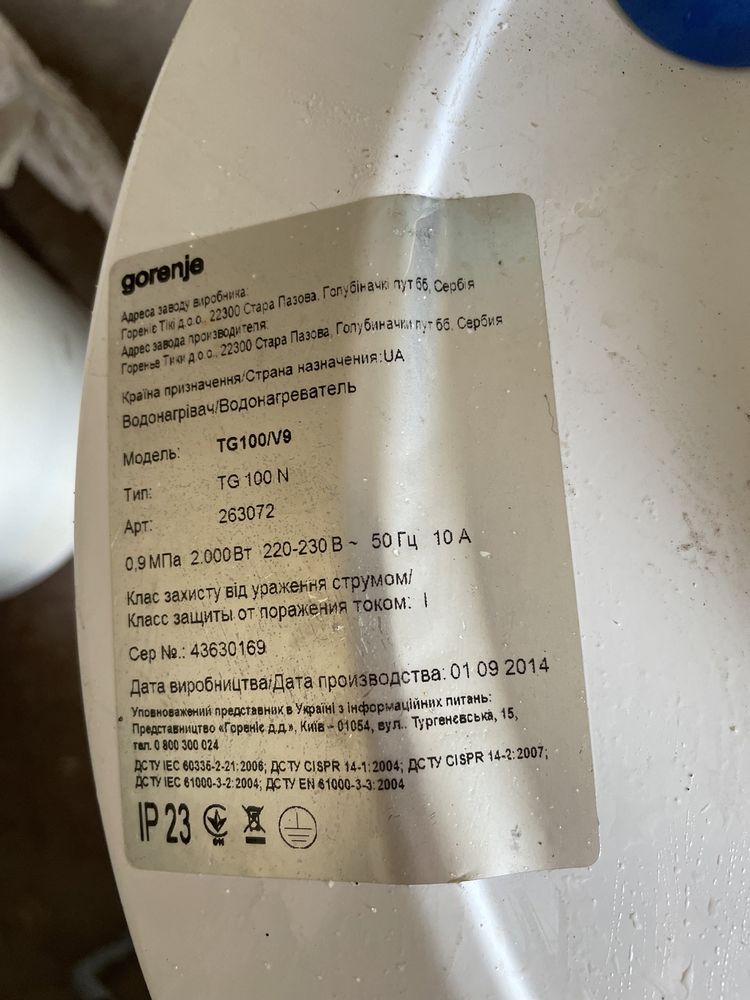 gorenje
Адреса заводу виробника:
Гореньє Тікі д.о.о., 22300 Стара Пазова, Голубіначкі пут бб, Сербія
Адрес завода производителя:
Горенье Тики д.о.о., 22300 Стара Пазова, Голубиначки пут бб, Сербия
Країна призначення/Страна назначения:UA
Водонагрівач/Водонагреватель
Модель: TG100/V9
Тип: TG 100 N
Арт: 263072
0,9 МПа 2.000 Вт 220-230 В ~ 50 Гц 10 А
Клас захисту від ураження струмом/
Класс защиты от поражения током: I
Сер №.: 43630169
Дата виробництва/Дата производства: 01 09 2014
Уповноважений представник в Україні з інформаційних питань:
Представництво «Гореніє д.д.», Київ – 01054, вул.. Тургенєвська, 15,
тел. 0 800 300 024
ДСТУ IEC 60335-2-21:2006; ДСТУ CISPR 14-1:2004; ДСТУ CISPR 14-2:2007;
ДСТУ IEC 61000-3-2:2004; ДСТУ EN 61000-3-3:2004
IP 23